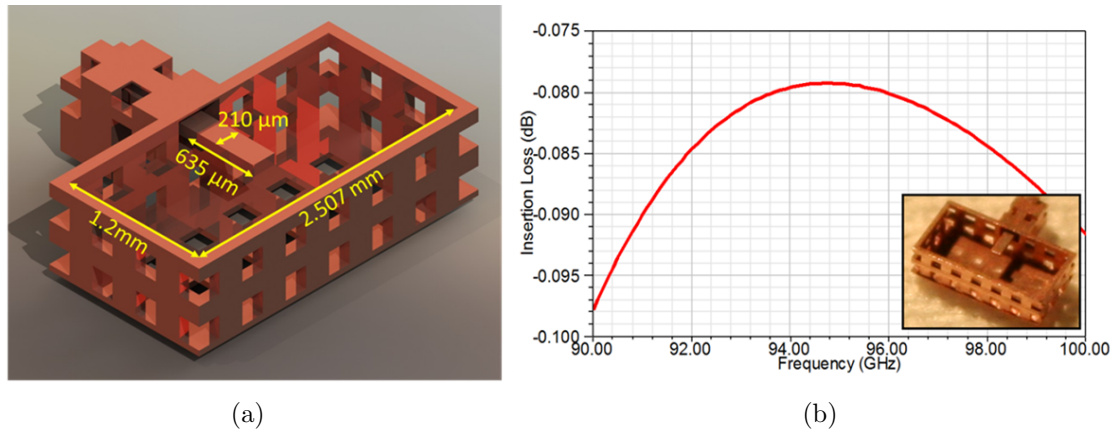 210 µm
635 µm
2.507 mm
1.2mm
(a)
-0.075
-0.080
-0.085
-0.090
-0.095
-0.100
Insertion Loss (dB)
90.00 92.00 94.00 96.00 98.00 100.00
Frequency (GHz)
(b)